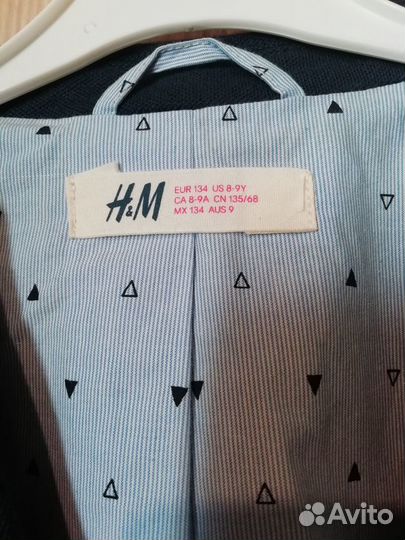 H&M
EUR 134 US 8-9Y
CA 8-9A CN 135/68
MX 134 AUS 9
Avito